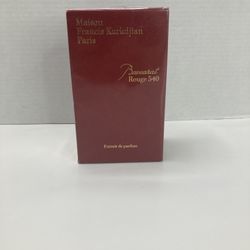 Maison
Francis Kurkdjian
Paris
Baccarat
Rouge 540
Extrait de parfum